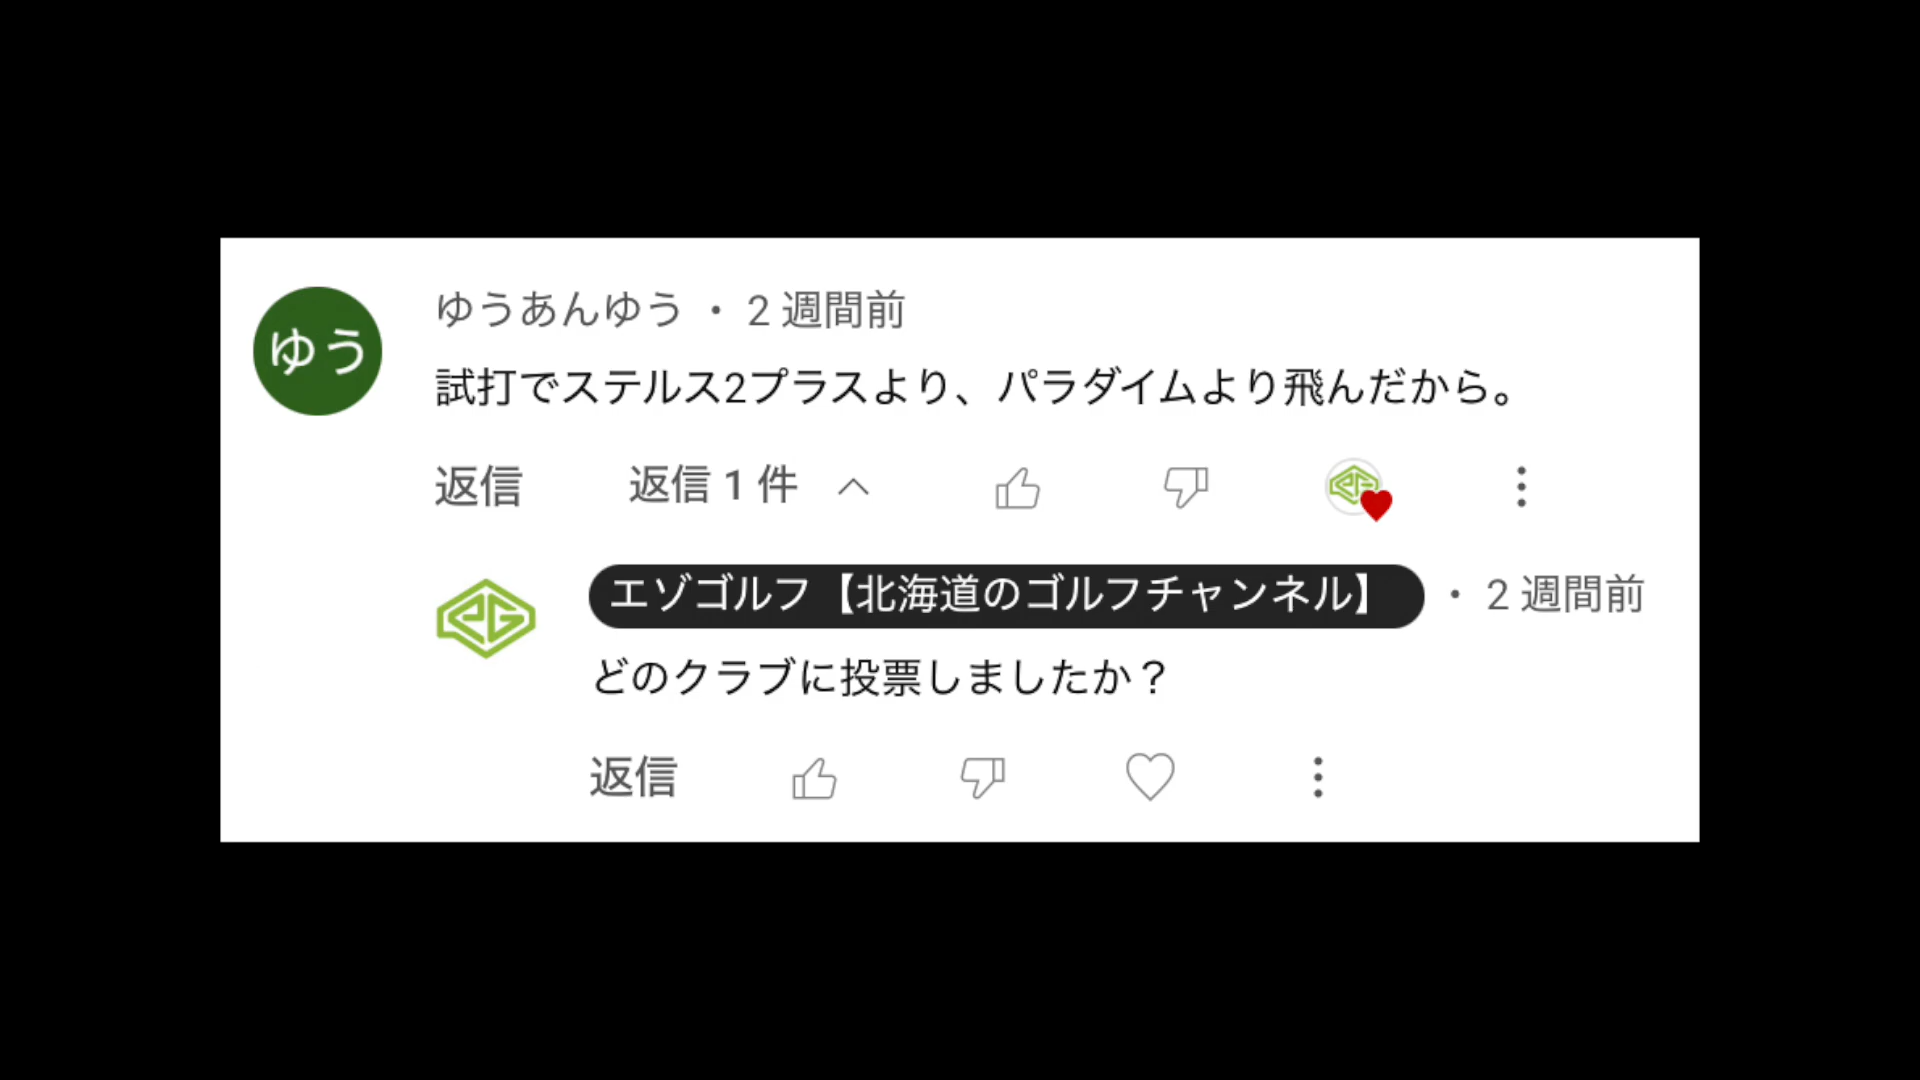 ゆう
ゆうあんゆう ・ 2 週間前
試打でステルス2プラスより、パラダイムより飛んだから。
返信 返信 1 件
エゾゴルフ【北海道のゴルフチャンネル】 ・ 2 週間前
どのクラブに投票しましたか？
返信